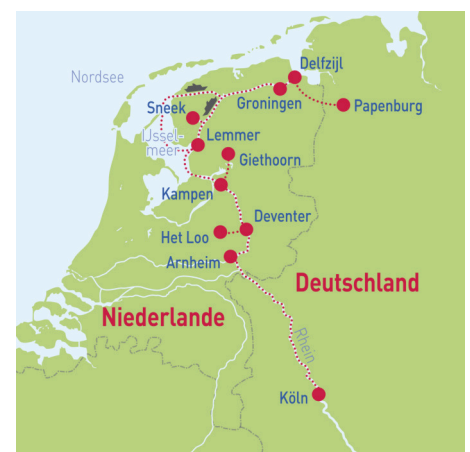 Delfzijl
Nordsee
Groningen
Papenburg
Sneek
IJssel-
meer
Lemmer
Giethoorn
Kampen
Deventer
Het Loo
Arnheim
Deutschland
Niederlande
Rhein
Köln